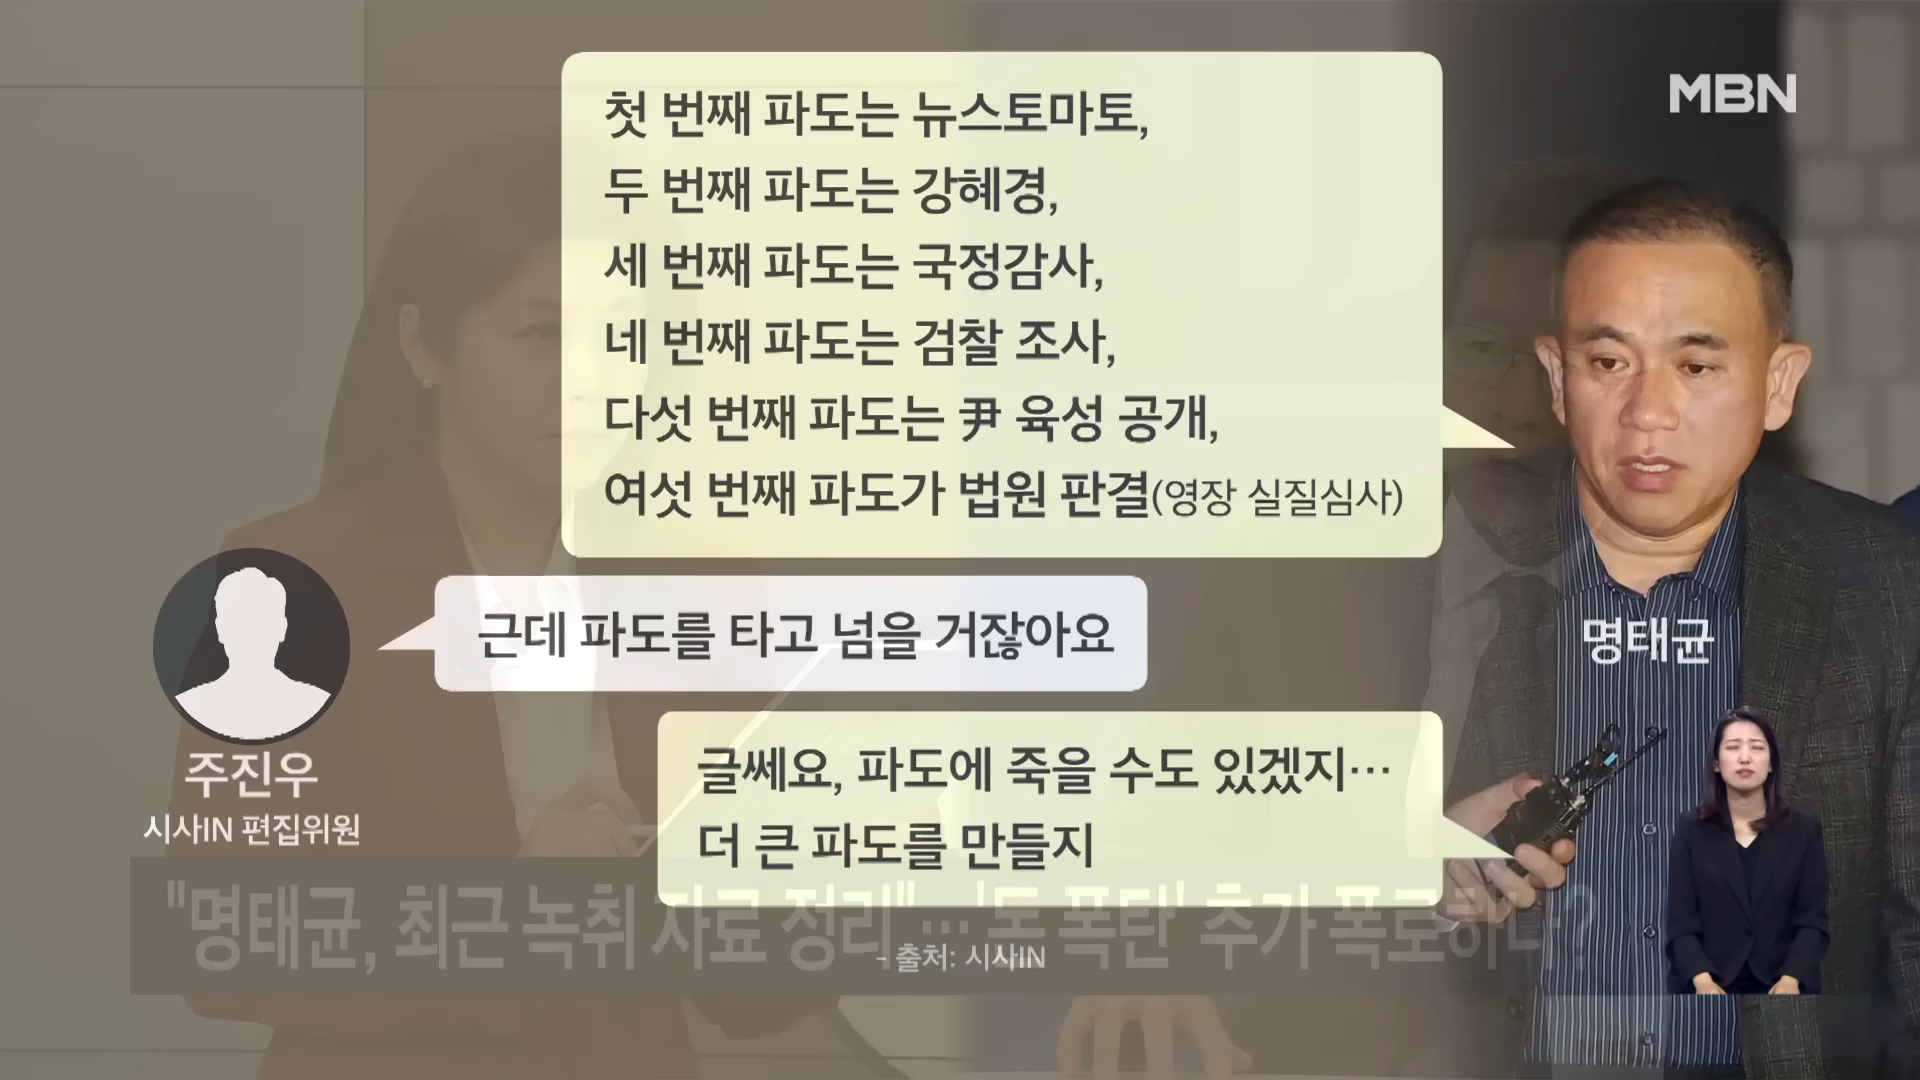 MBN
첫 번째 파도는 뉴스토마토,
두 번째 파도는 강혜경,
세 번째 파도는 국정감사,
네 번째 파도는 검찰 조사,
다섯 번째 파도는 尹 육성 공개,
여섯 번째 파도가 법원 판결(영장 실질심사)
근데 파도를 타고 넘을 거잖아요
명태균
주진우
시사IN 편집위원
글쎄요, 파도에 죽을 수도 있겠지…
더 큰 파도를 만들지
"명태균, 최근 녹취 자료 정리"… 폭탄' 추가 폭로하나?
- 출처: 시사IN